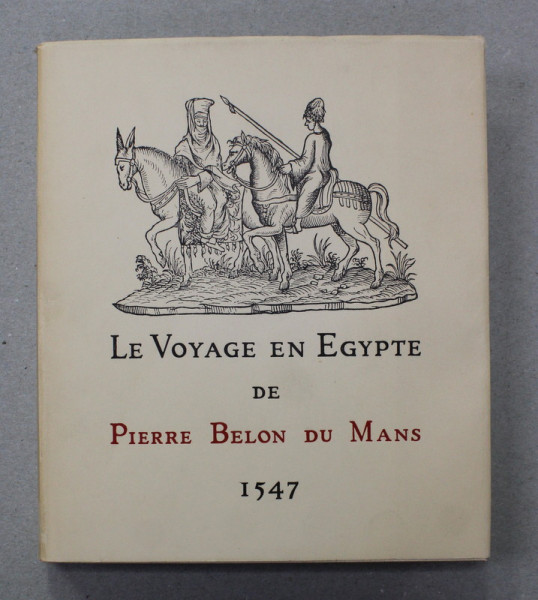 Le Voyage en Egypte
de
Pierre Belon du Mans
1547